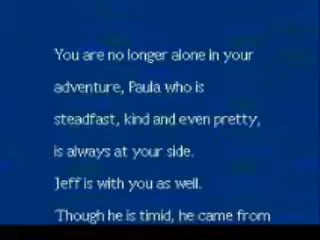 You are no longer alone in your
adventure, Paula who is
steadfast, kind and even pretty,
is always at your side.
Jeff is with you as well.
Though he is timid, he came from